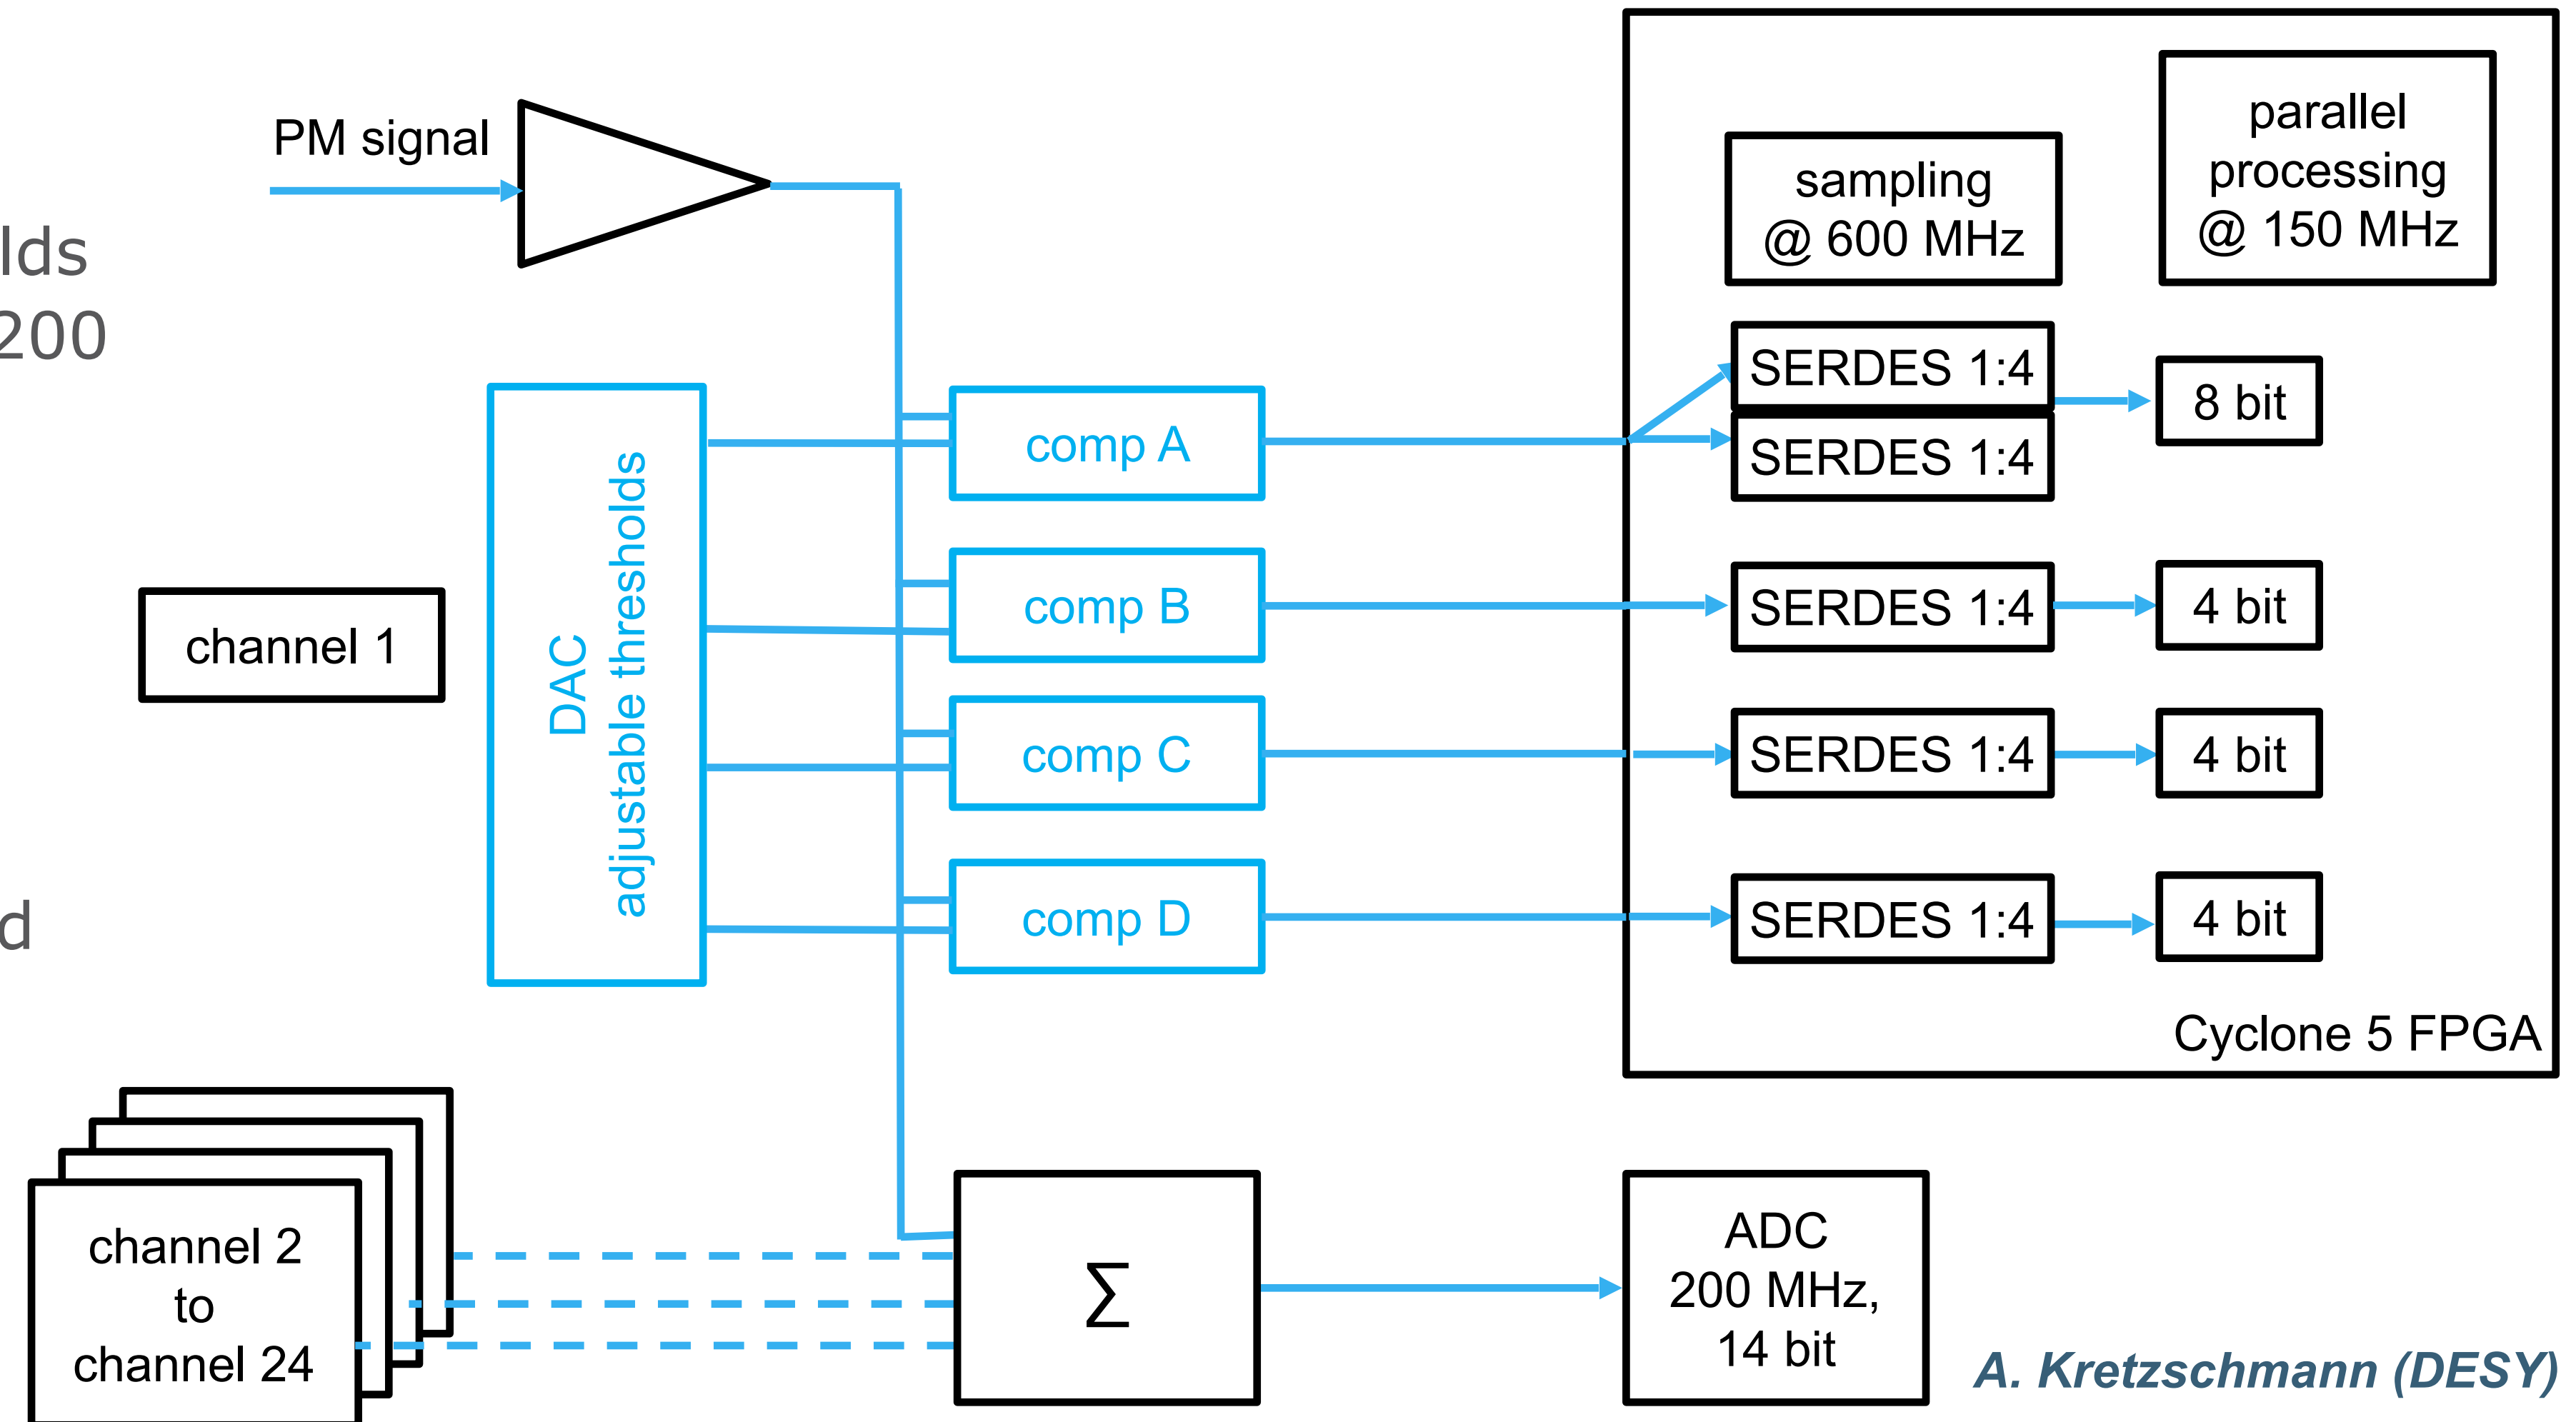 PM signal
sampling
@ 600 MHz
parallel
processing
@ 150 MHz
lds
200
DAC
adjustable thresholds
comp A
SERDES 1:4
SERDES 1:4
8 bit
channel 1
comp B
SERDES 1:4
4 bit
comp C
SERDES 1:4
4 bit
d
comp D
SERDES 1:4
4 bit
Cyclone 5 FPGA
channel 2
to
channel 24
∑
ADC
200 MHz,
14 bit
A. Kretzschmann (DESY)